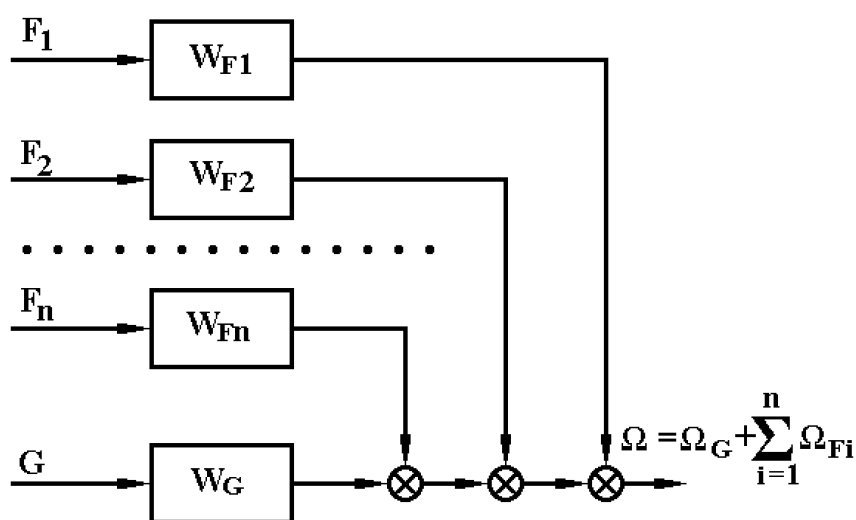 F1
WF1
F2
WF2
Fn
WFn
G
WG
Ω = ΩG + n∑i=1 ΩFi